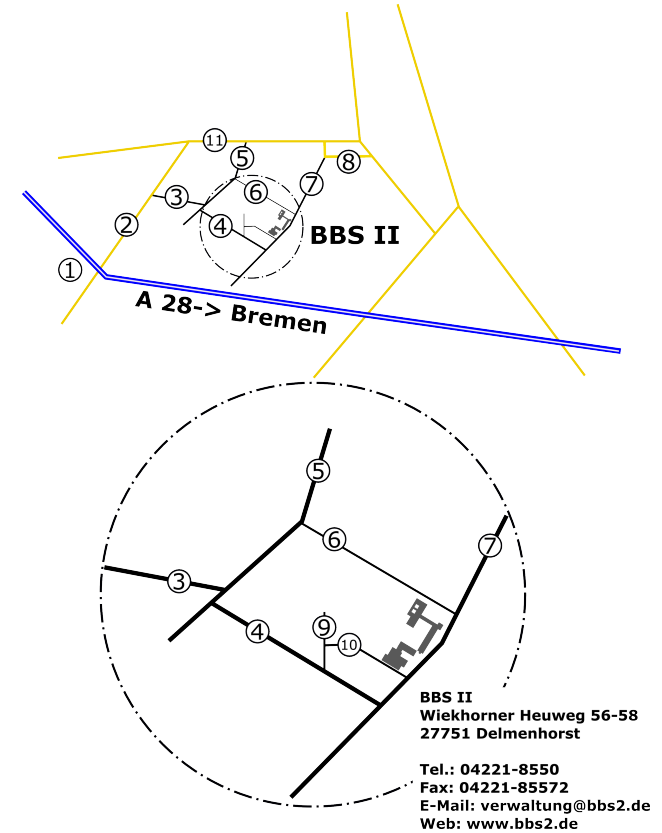 11
5
8
3
6
7
2
4
BBS II
1
A 28-> Bremen
5
6
7
3
9
4
10
BBS II
Wiekhorner Heuweg 56-58
27751 Delmenhorst
Tel.: 04221-8550
Fax: 04221-85572
E-Mail: verwaltung@bbs2.de
Web: www.bbs2.de